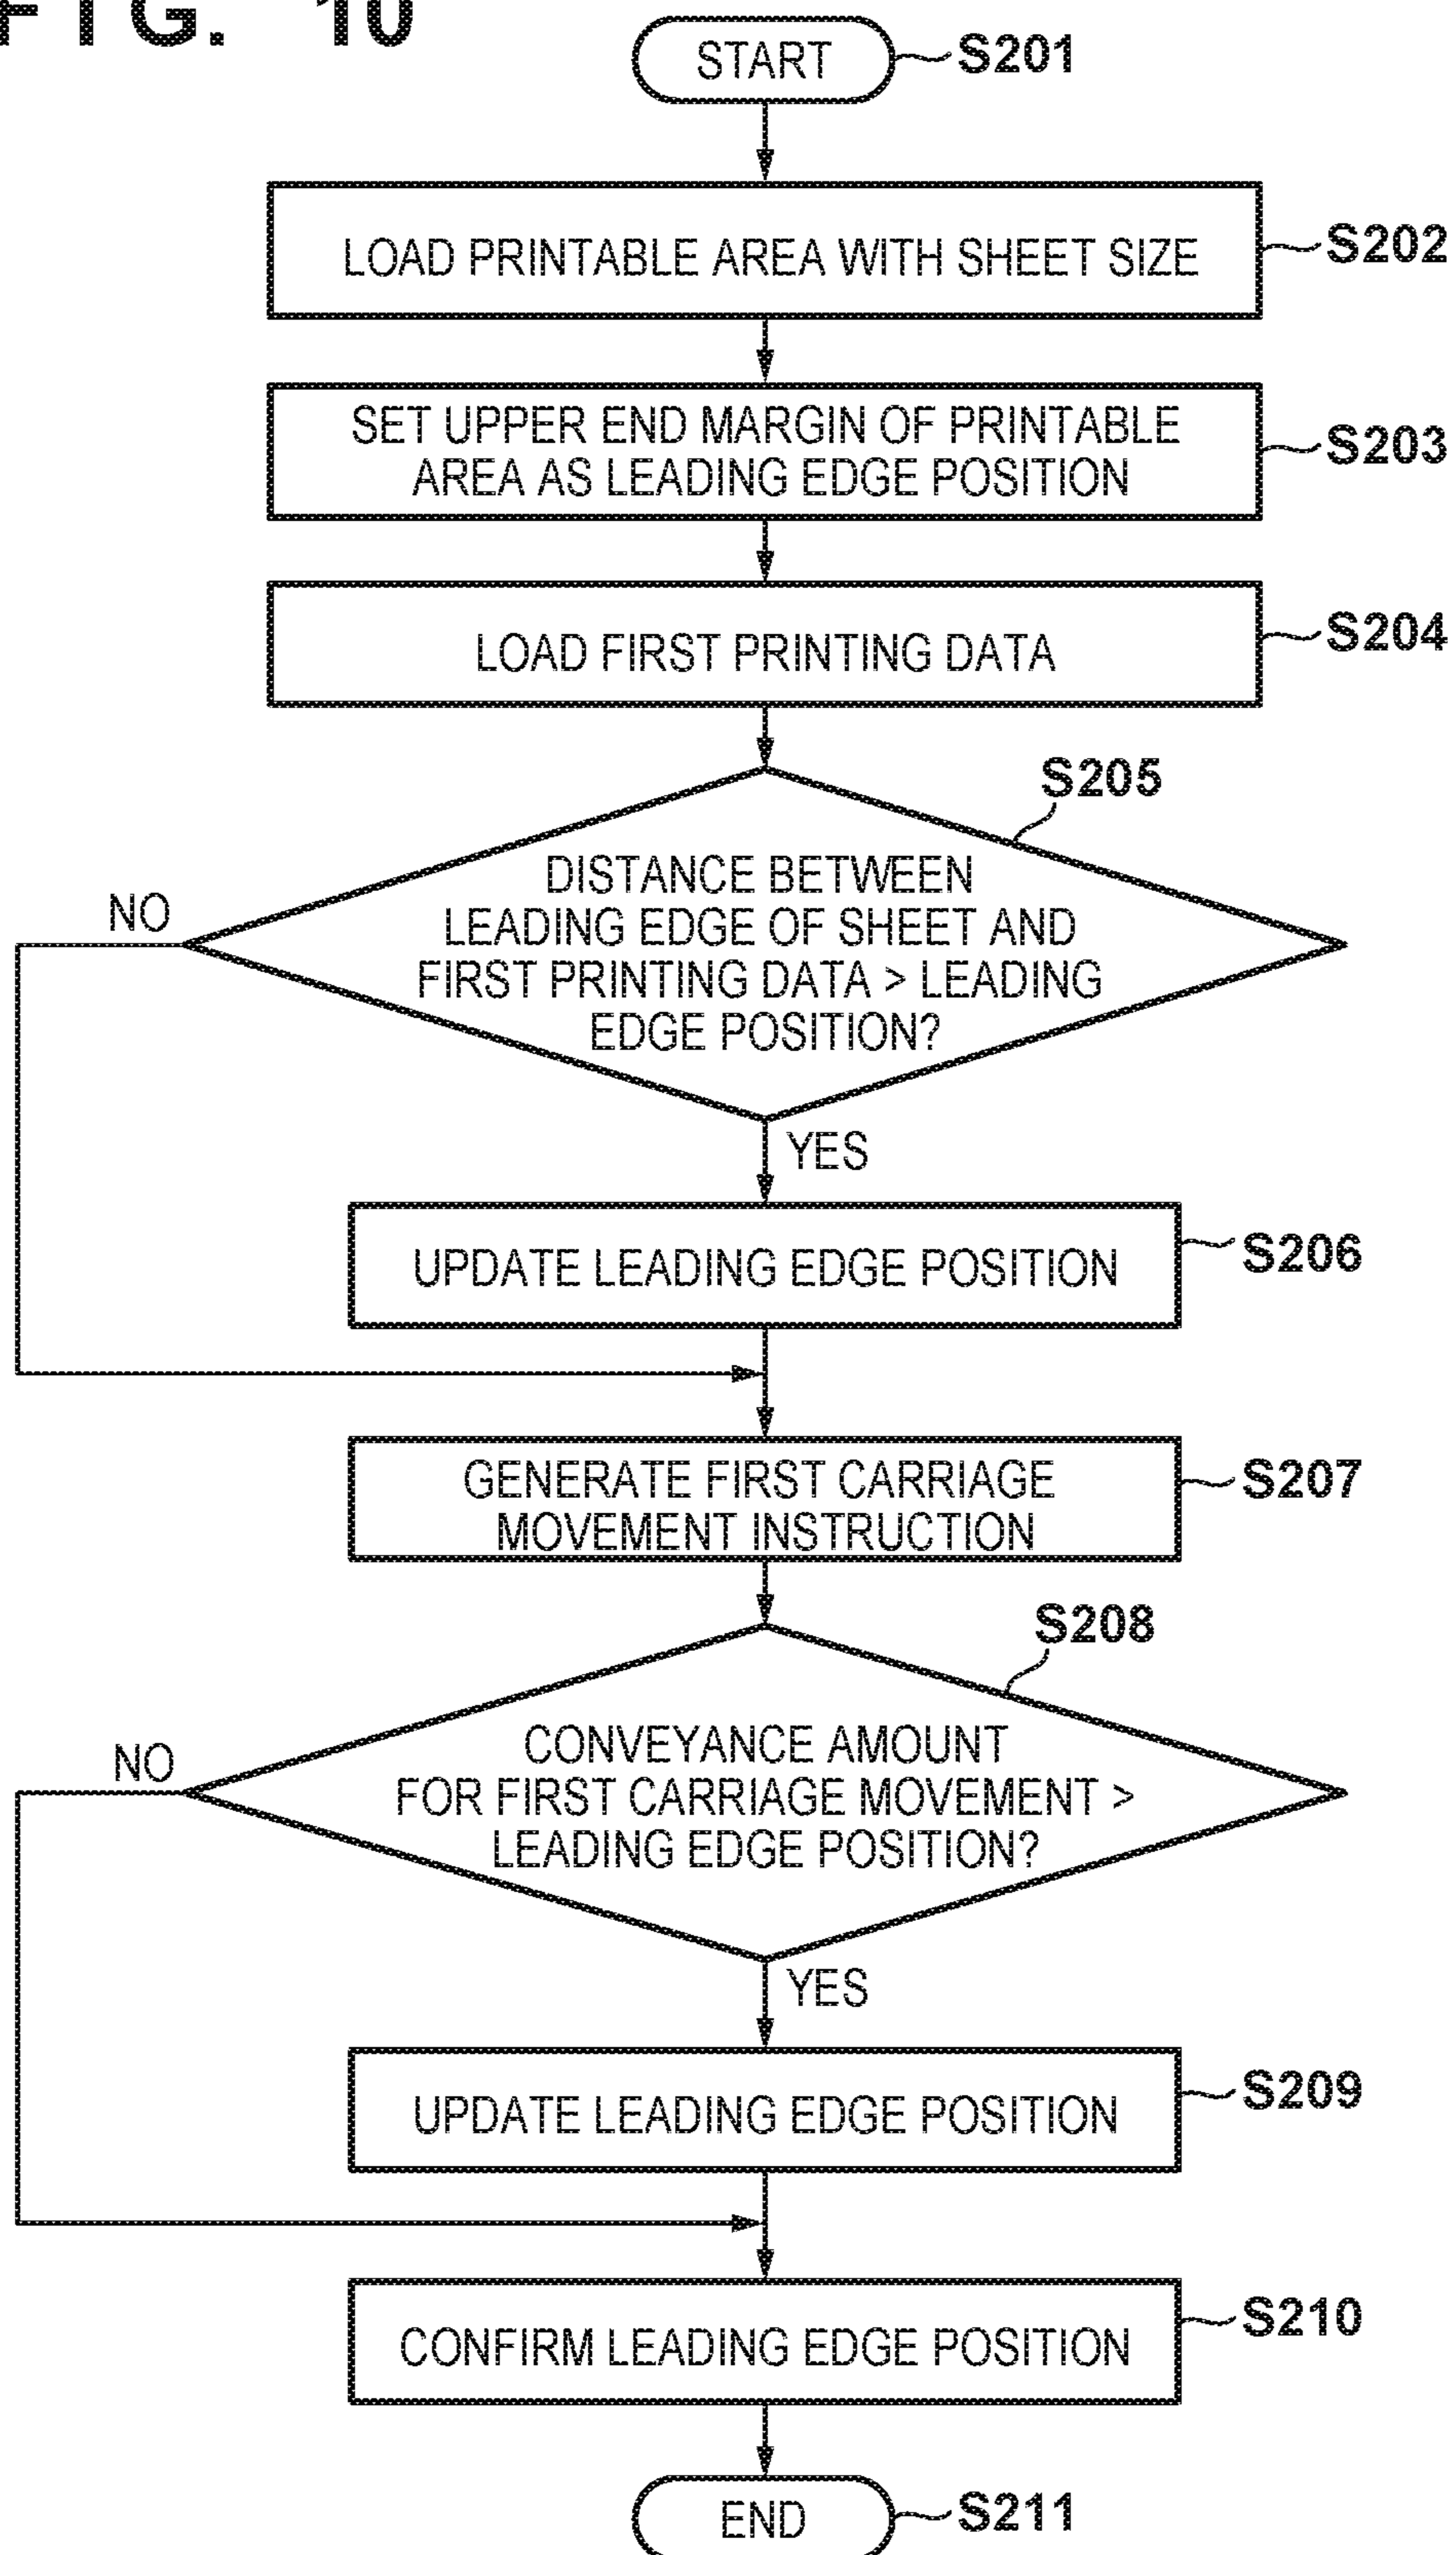 FIG. 10
START
S201
LOAD PRINTABLE AREA WITH SHEET SIZE
S202
SET UPPER END MARGIN OF PRINTABLE
AREA AS LEADING EDGE POSITION
S203
LOAD FIRST PRINTING DATA
S204
S205
DISTANCE BETWEEN
LEADING EDGE OF SHEET AND
FIRST PRINTING DATA > LEADING
EDGE POSITION?
NO
YES
UPDATE LEADING EDGE POSITION
S206
GENERATE FIRST CARRIAGE
MOVEMENT INSTRUCTION
S207
S208
CONVEYANCE AMOUNT
FOR FIRST CARRIAGE MOVEMENT >
LEADING EDGE POSITION?
NO
YES
UPDATE LEADING EDGE POSITION
S209
CONFIRM LEADING EDGE POSITION
S210
END
S211